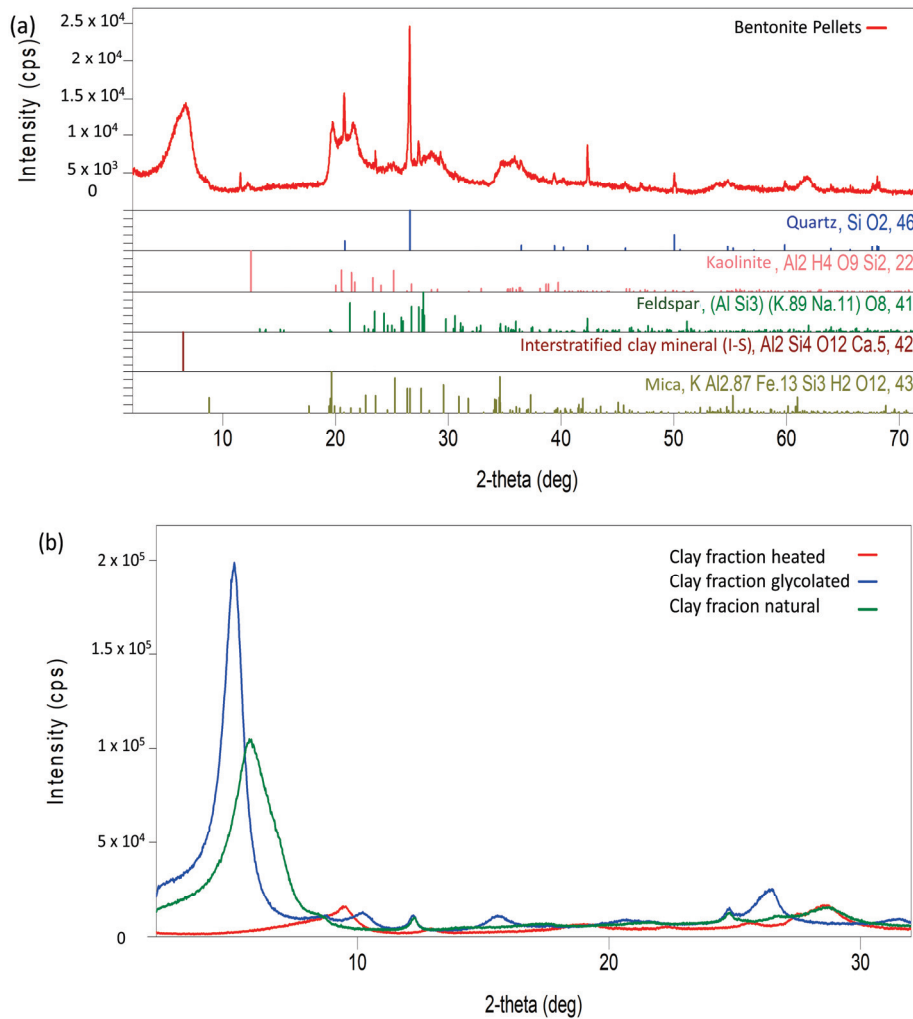 (a)
Bentonite Pellets
Intensity (cps)
2.5 x 10⁴
2 x 10⁴
1.5 x 10⁴
1 x 10⁴
5 x 10³
0
Quartz, Si O2, 46
Kaolinite , Al2 H4 O9 Si2, 22
Feldspar, (Al Si3) (K.89 Na.11) O8, 41
Interstratified clay mineral (I-S), Al2 Si4 O12 Ca.5, 42
Mica, K Al2.87 Fe.13 Si3 H2 O12, 43
10 20 30 40 50 60 70
2-theta (deg)
(b)
Clay fraction heated
Clay fraction glycolated
Clay fracion natural
Intensity (cps)
2 x 10⁵
1.5 x 10⁵
1 x 10⁵
5 x 10⁴
0
10 20 30
2-theta (deg)